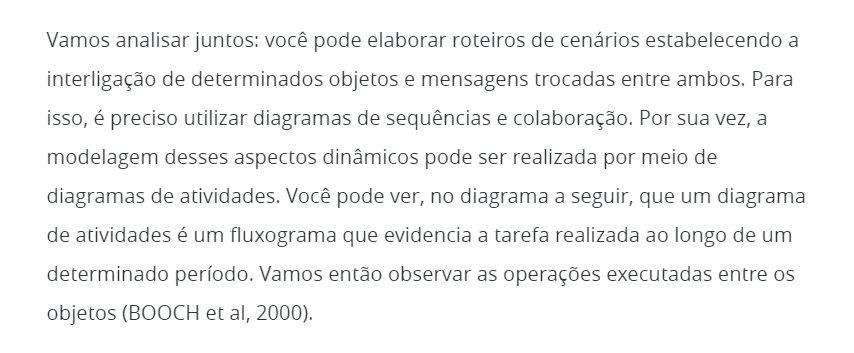 Vamos analisar juntos: você pode elaborar roteiros de cenários estabelecendo a
interligação de determinados objetos e mensagens trocadas entre ambos. Para
isso, é preciso utilizar diagramas de sequências e colaboração. Por sua vez, a
modelagem desses aspectos dinâmicos pode ser realizada por meio de
diagramas de atividades. Você pode ver, no diagrama a seguir, que um diagrama
de atividades é um fluxograma que evidencia a tarefa realizada ao longo de um
determinado período. Vamos então observar as operações executadas entre os
objetos (BOOCH et al, 2000).